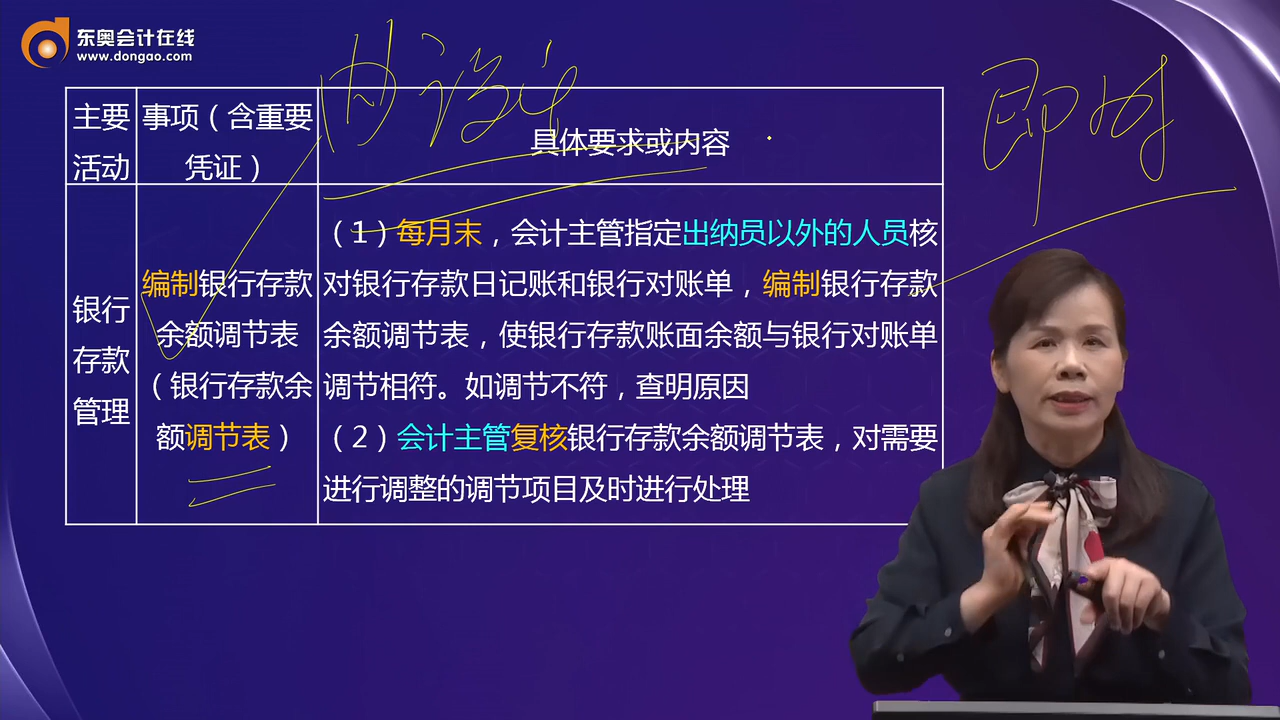 东奥会计在线
www.dongao.com
主要活动
事项（含重要凭证）
具体要求或内容
银行存款管理
编制银行存款
余额调节表
（银行存款余
额调节表）
（1）每月末，会计主管指定出纳员以外的人员核
对银行存款日记账和银行对账单，编制银行存款
余额调节表，使银行存款账面余额与银行对账单
调节相符。如调节不符，查明原因
（2）会计主管复核银行存款余额调节表，对需要
进行调整的调节项目及时进行处理
即时